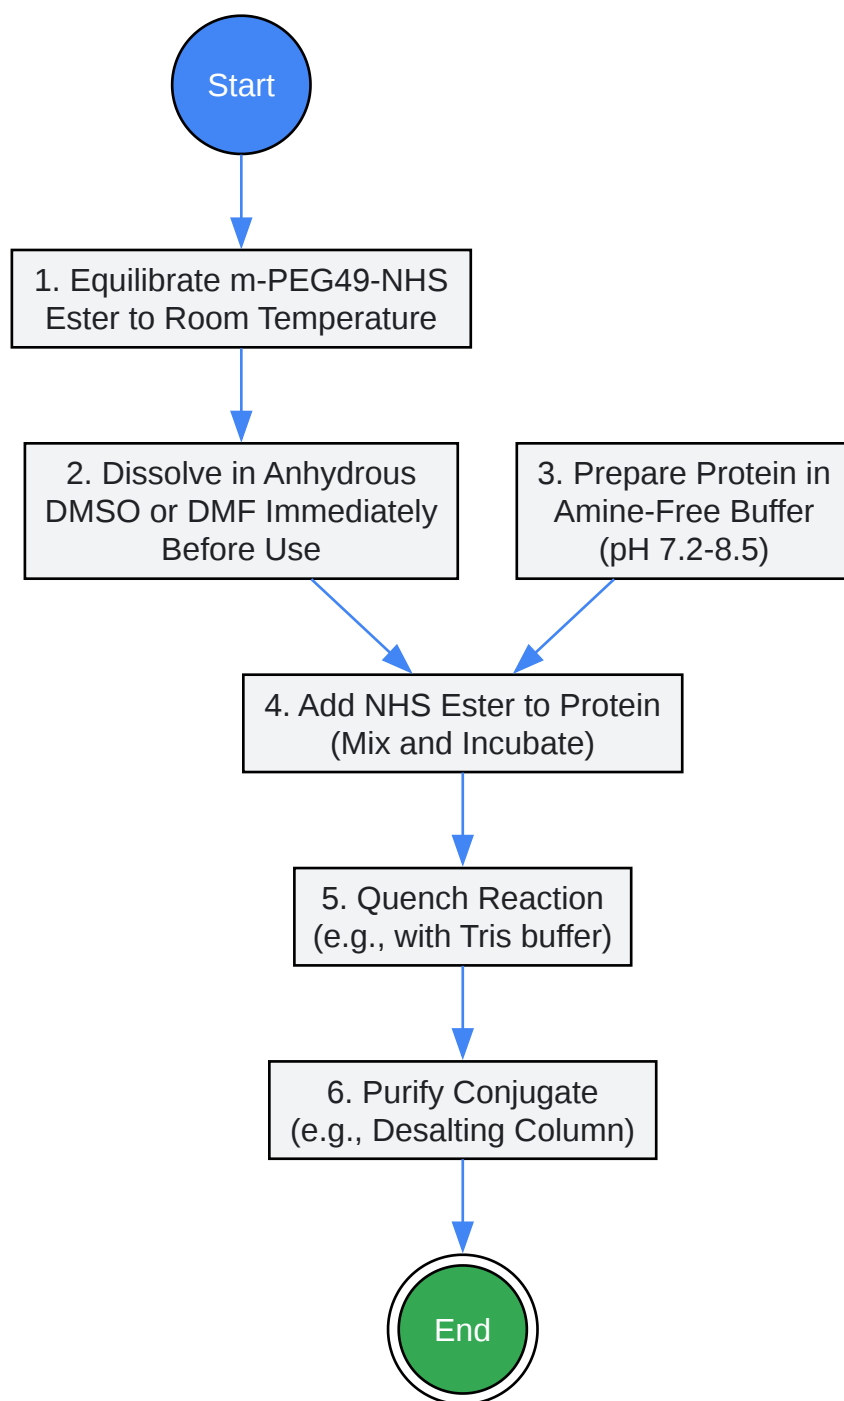 Start
1. Equilibrate m-PEG49-NHS
Ester to Room Temperature
2. Dissolve in Anhydrous
DMSO or DMF Immediately
Before Use
3. Prepare Protein in
Amine-Free Buffer
(pH 7.2-8.5)
4. Add NHS Ester to Protein
(Mix and Incubate)
5. Quench Reaction
(e.g., with Tris buffer)
6. Purify Conjugate
(e.g., Desalting Column)
End